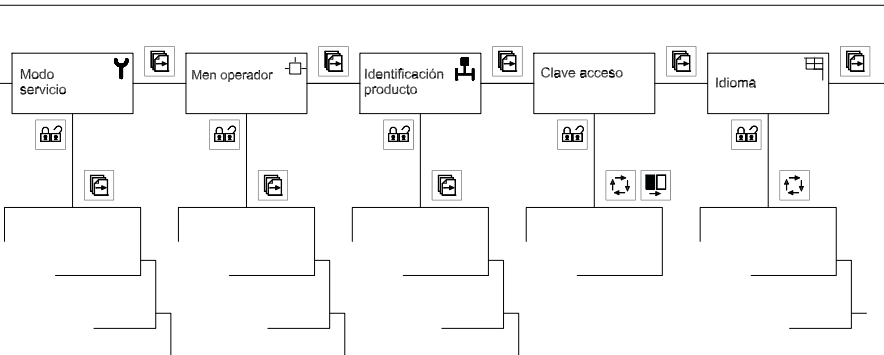 Modo
servicio
Men operador
Identificación
producto
Clave acceso
Idioma